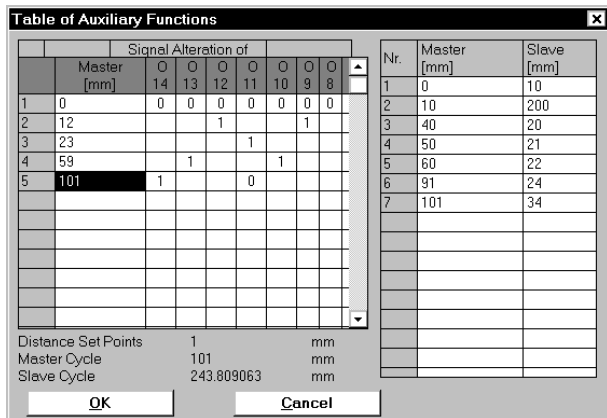 Table of Auxiliary Functions
Signal Alteration of
Master [mm] O 14 O 13 O 12 O 11 O 10 O 9 O 8
1 0 0 0 0 0 0 0 0
2 12 1 1
3 23 1
4 59 1 1
5 101 1 0
Distance Set Points 1 mm
Master Cycle 101 mm
Slave Cycle 243.809063 mm
OK Cancel
Nr. Master [mm] Slave [mm]
1 0 10
2 10 200
3 40 20
4 50 21
5 60 22
6 91 24
7 101 34